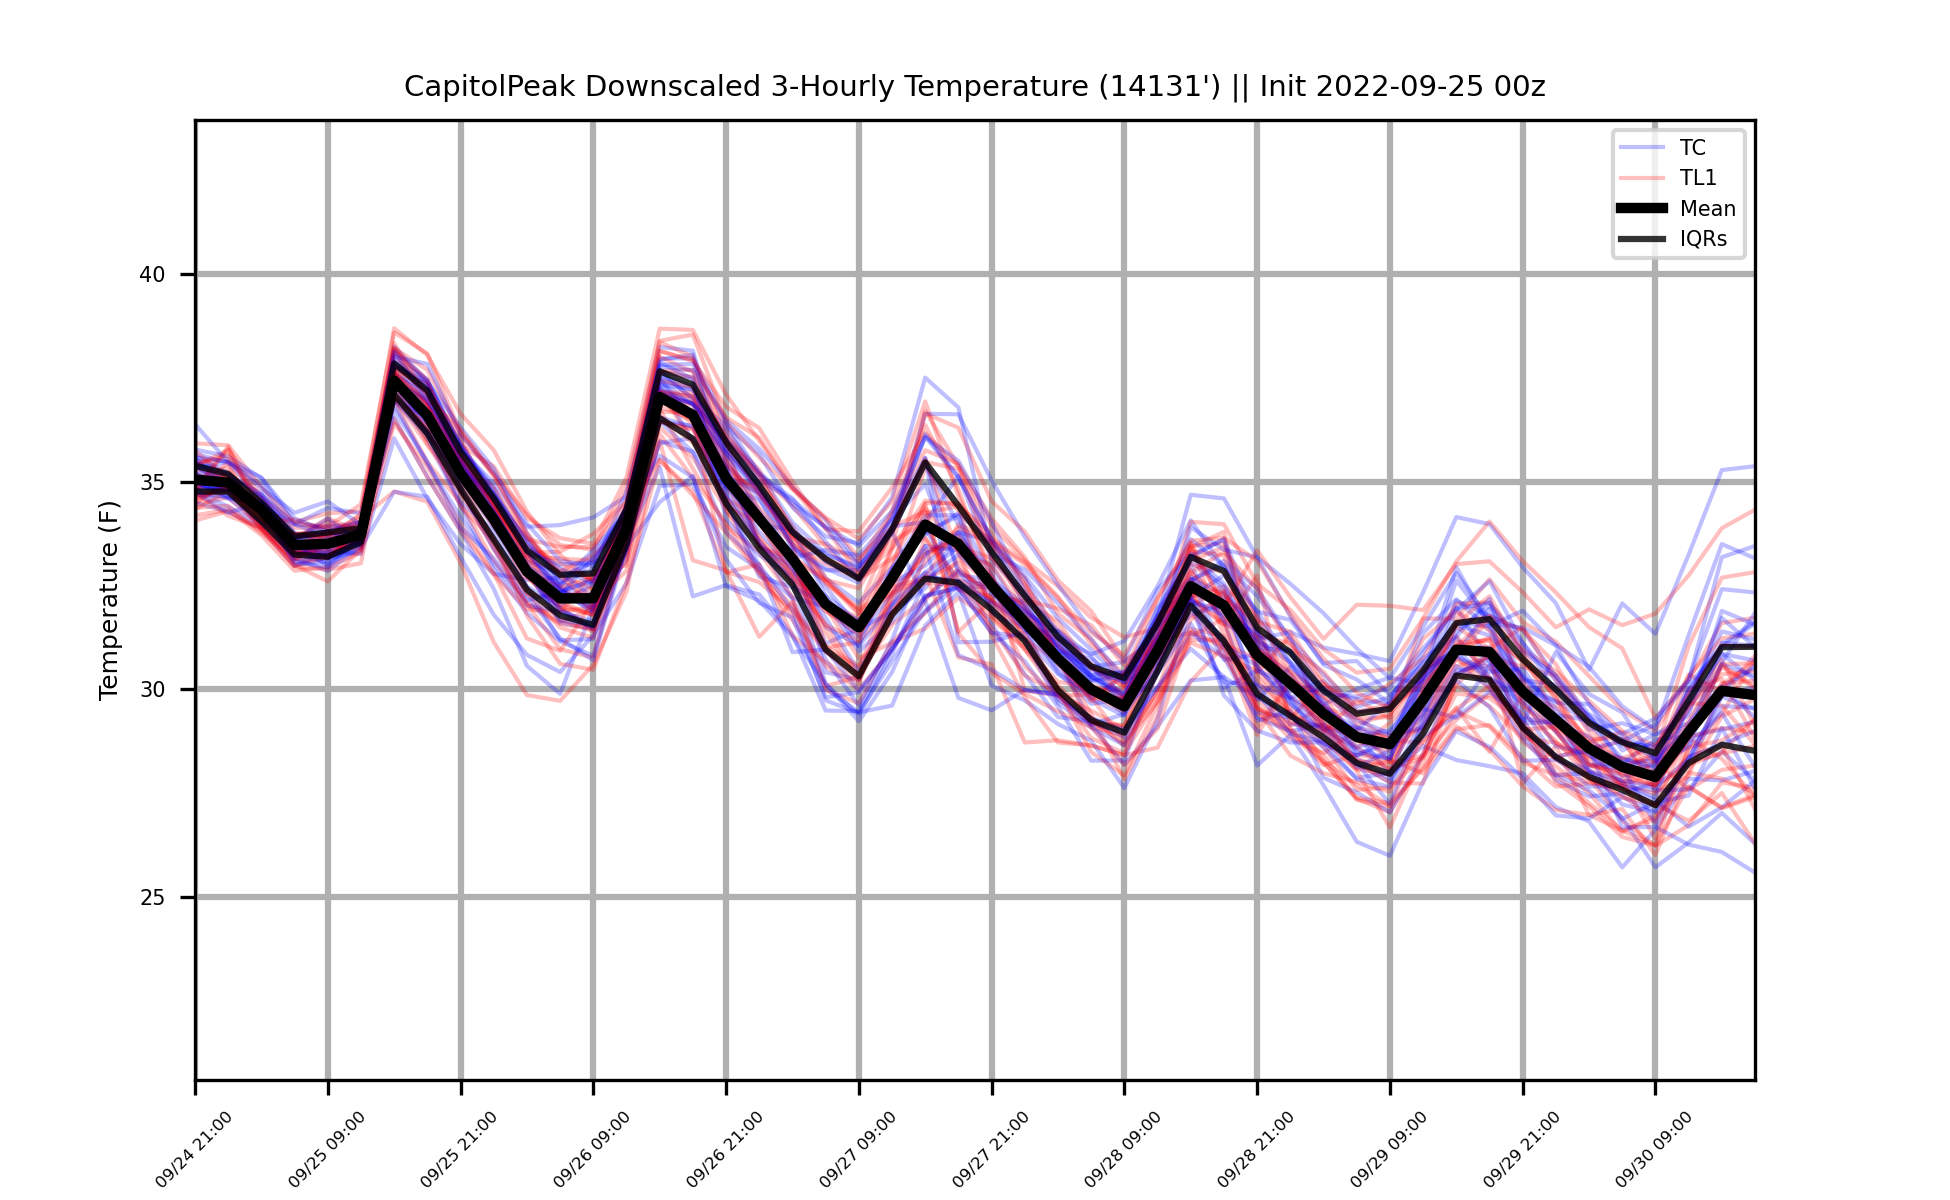 CapitolPeak Downscaled 3-Hourly Temperature (14131') || Init 2022-09-25 00z
TC
TL1
Mean
IQRs
Temperature (F)
40
35
30
25
09/24 21:00
09/25 09:00
09/25 21:00
09/26 09:00
09/26 21:00
09/27 09:00
09/27 21:00
09/28 09:00
09/28 21:00
09/29 09:00
09/29 21:00
09/30 09:00